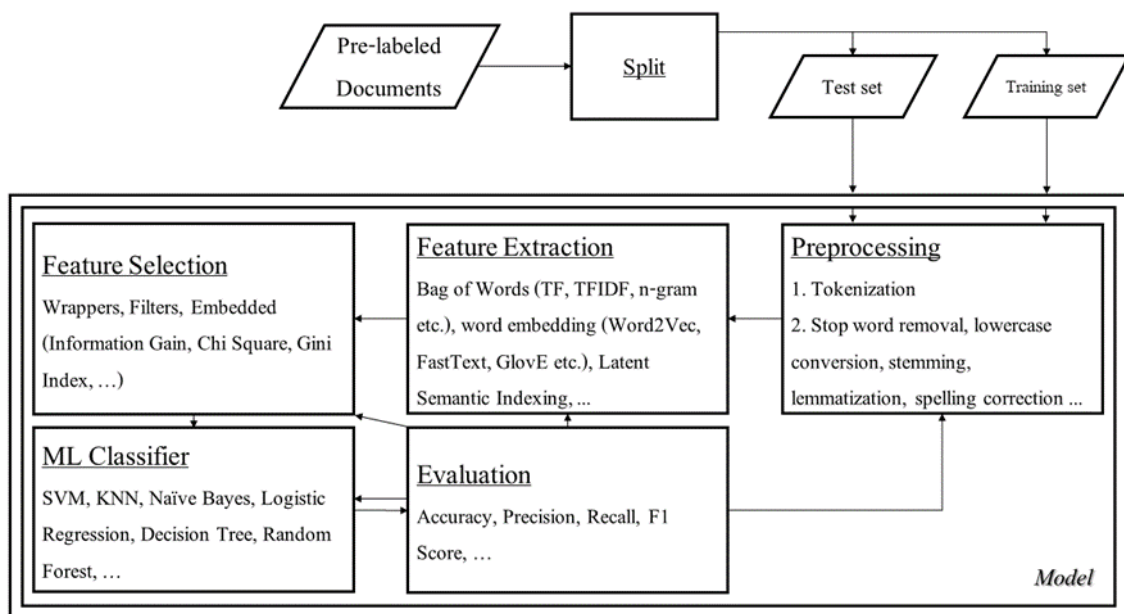 Pre-labeled
Documents
Split
Test set
Training set
Feature Selection
Wrappers, Filters, Embedded
(Information Gain, Chi Square, Gini
Index, …)
Feature Extraction
Bag of Words (TF, TFIDF, n-gram
etc.), word embedding (Word2Vec,
FastText, GlovE etc.), Latent
Semantic Indexing, ...
Preprocessing
1. Tokenization
2. Stop word removal, lowercase
conversion, stemming,
lemmatization, spelling correction ...
ML Classifier
SVM, KNN, Naïve Bayes, Logistic
Regression, Decision Tree, Random
Forest, …
Evaluation
Accuracy, Precision, Recall, F1
Score, …
Model